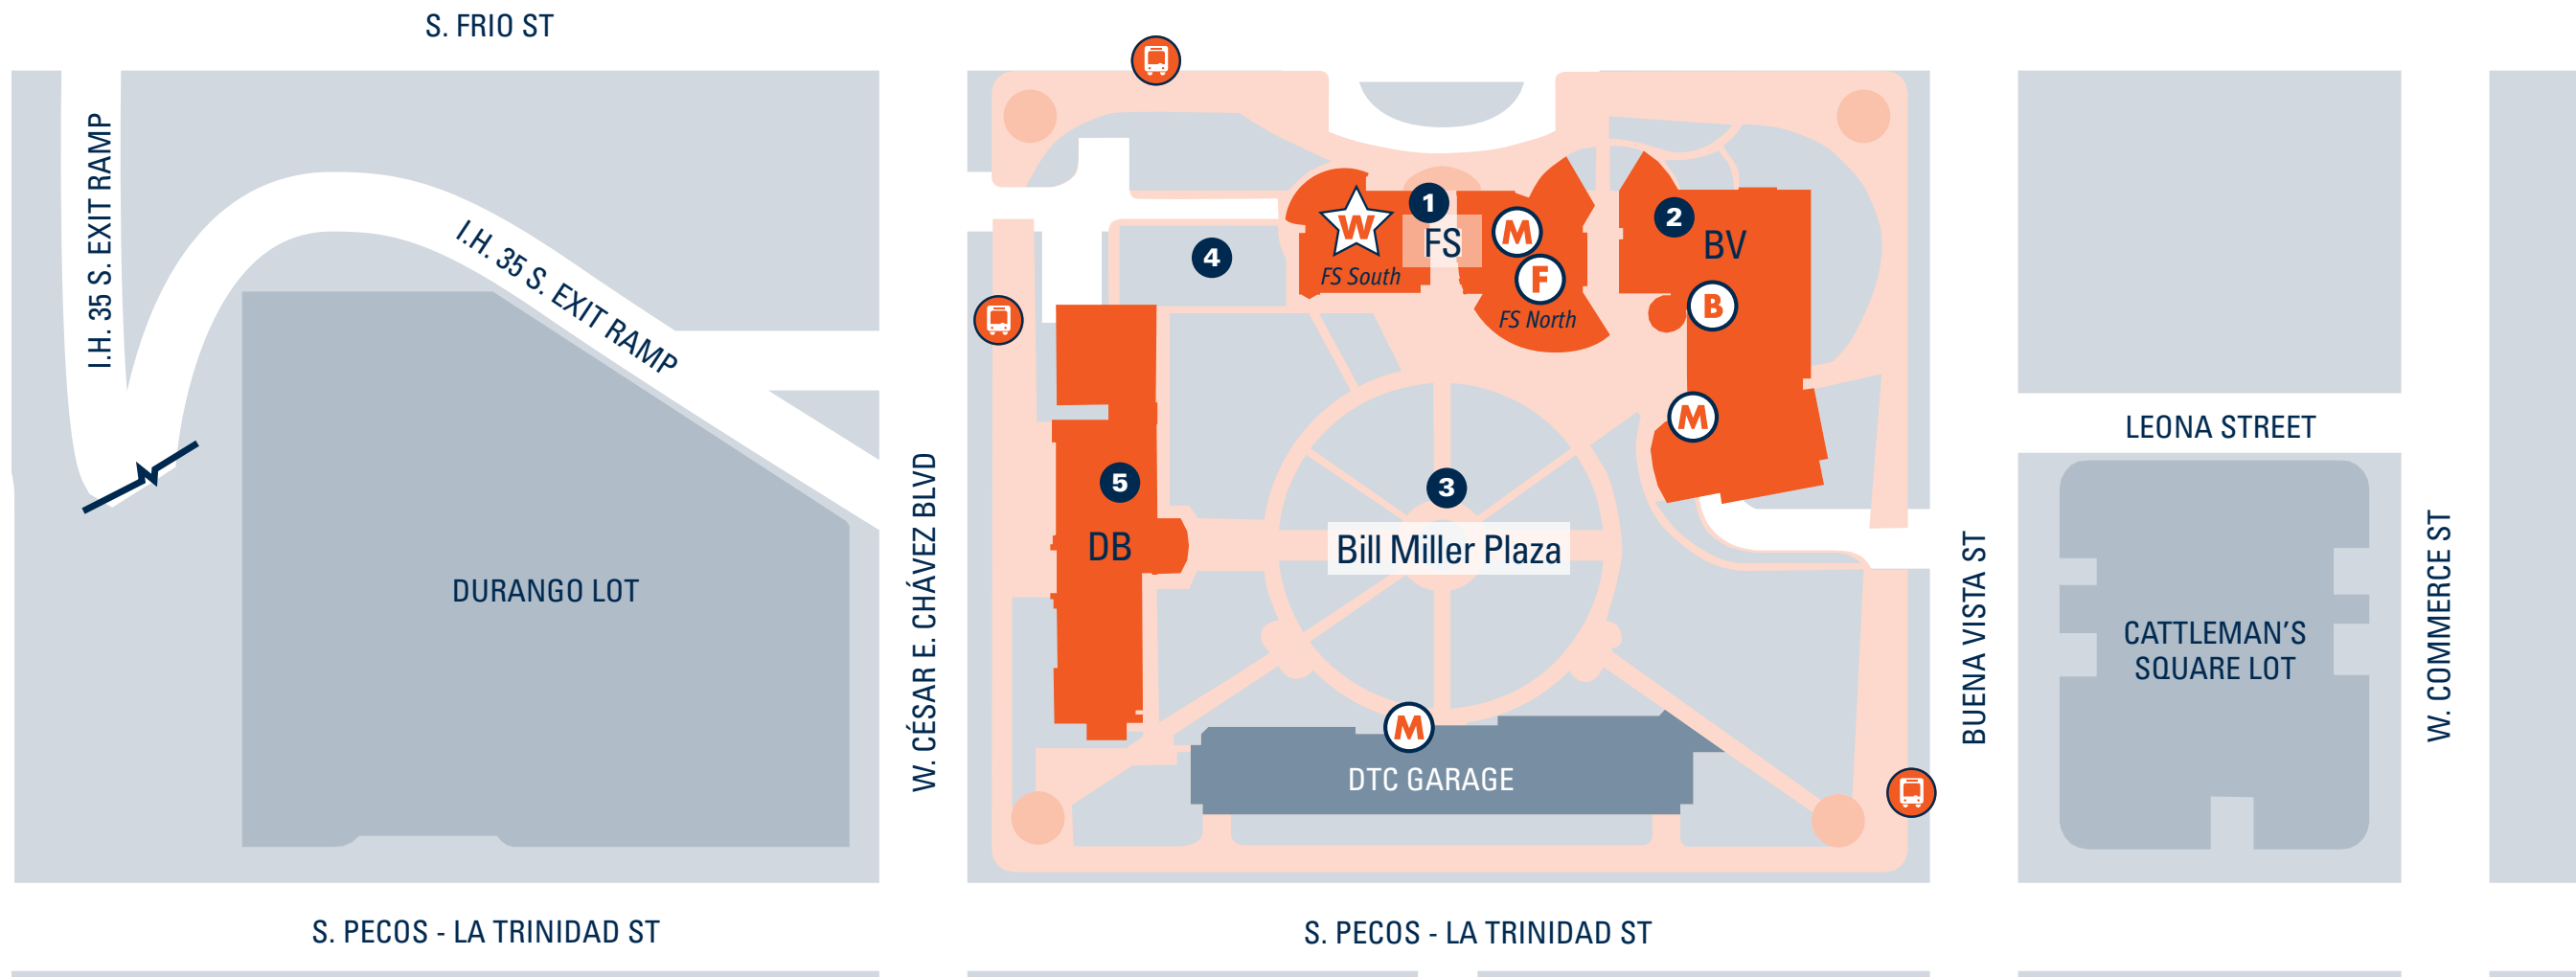 S. FRIO ST
I.H. 35 S. EXIT RAMP
I.H. 35 S. EXIT RAMP
DURANGO LOT
W. CÉSAR E. CHÁVEZ BLVD
1
W
FS
M
F
FS South
FS North
2
BV
B
M
4
5
DB
3
Bill Miller Plaza
M
DTC GARAGE
BUENA VISTA ST
LEONA STREET
CATTLEMAN'S
SQUARE LOT
W. COMMERCE ST
S. PECOS - LA TRINIDAD ST
S. PECOS - LA TRINIDAD ST
N